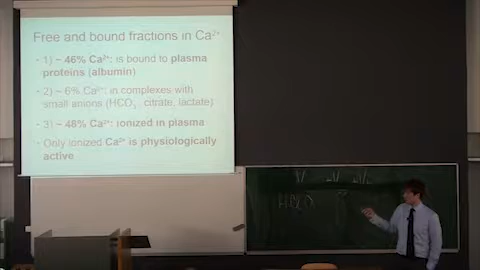 Free and bound fractions in Ca²⁺
• 1) ~ 46% Ca²⁺: is bound to plasma
proteins (albumin)
• 2) ~ 6% Ca²⁺: in complexes with
small anions (HCO₃⁻, citrate, lactate)
• 3) ~ 48% Ca²⁺: ionized in plasma
• Only ionized Ca²⁺ is physiologically
active